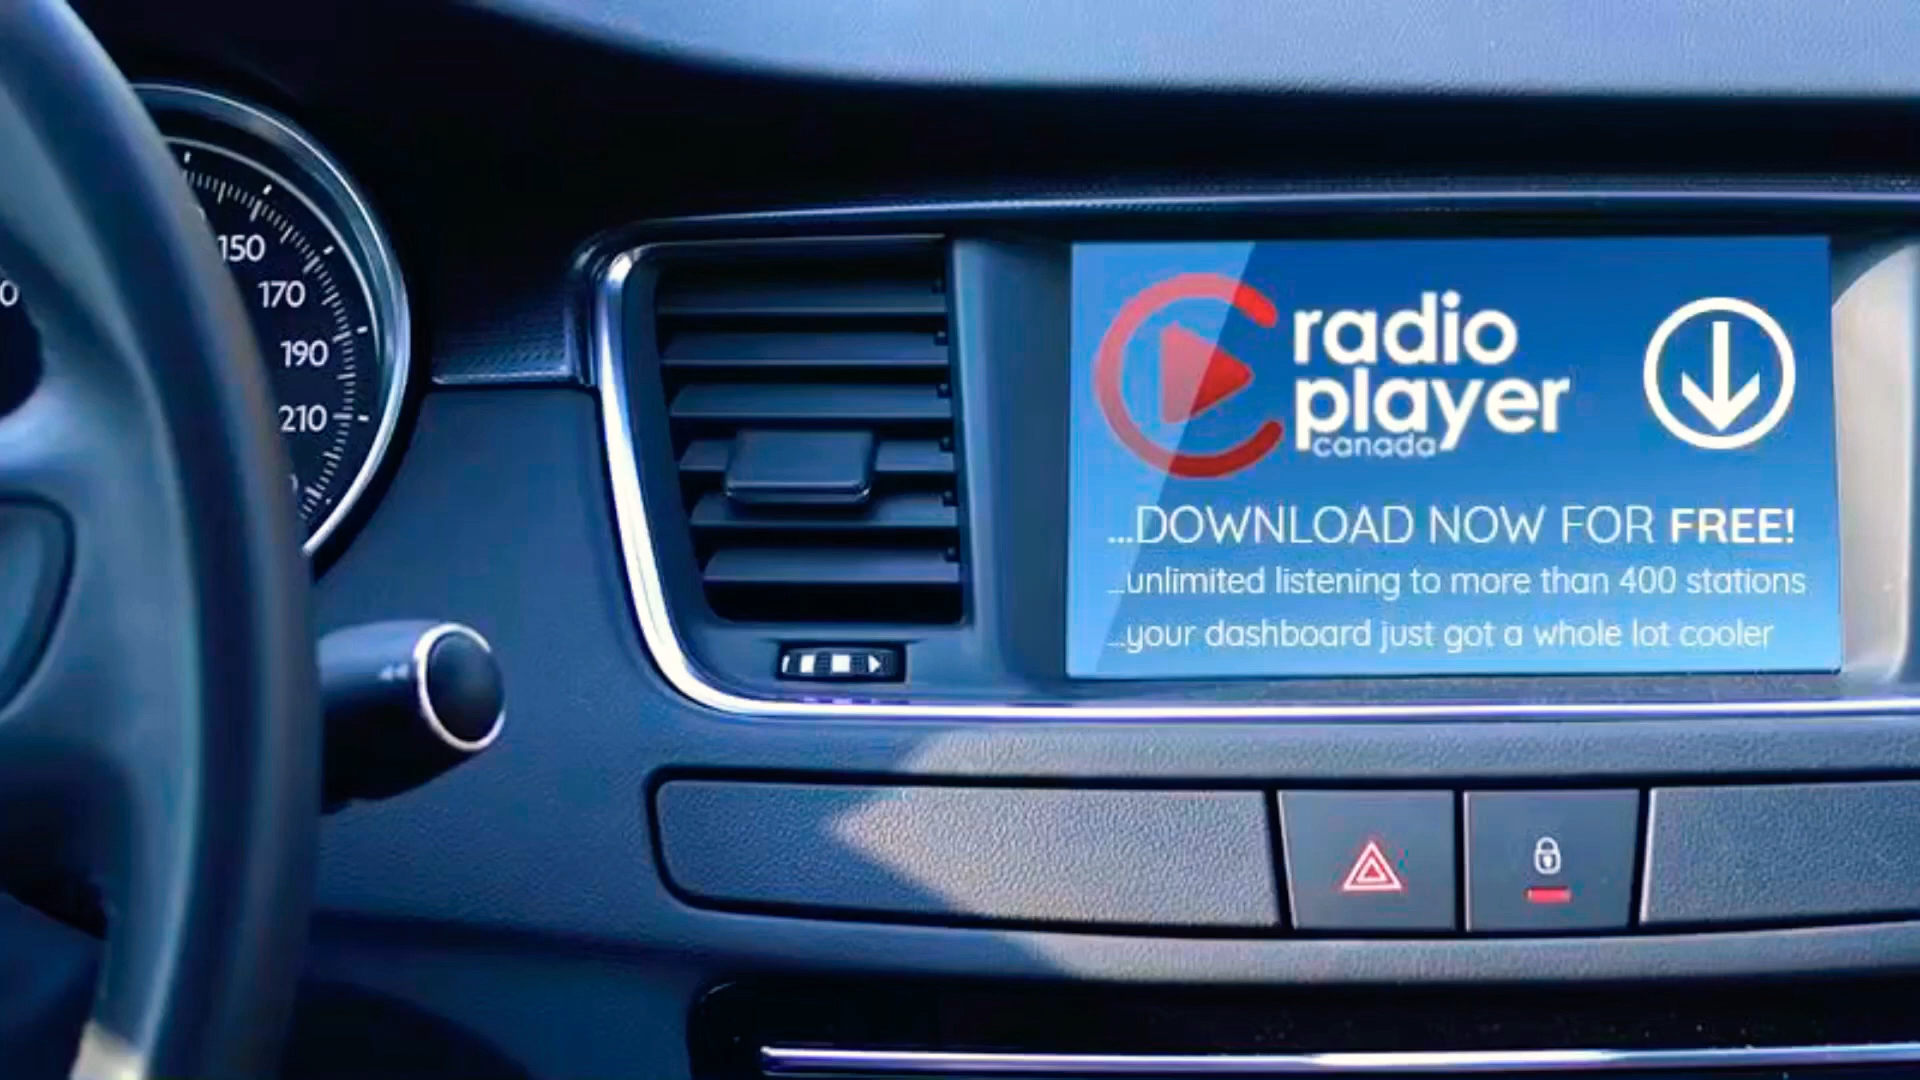 150
170
190
210
radio
player
canada
...DOWNLOAD NOW FOR FREE!
...unlimited listening to more than 400 stations
...your dashboard just got a whole lot cooler